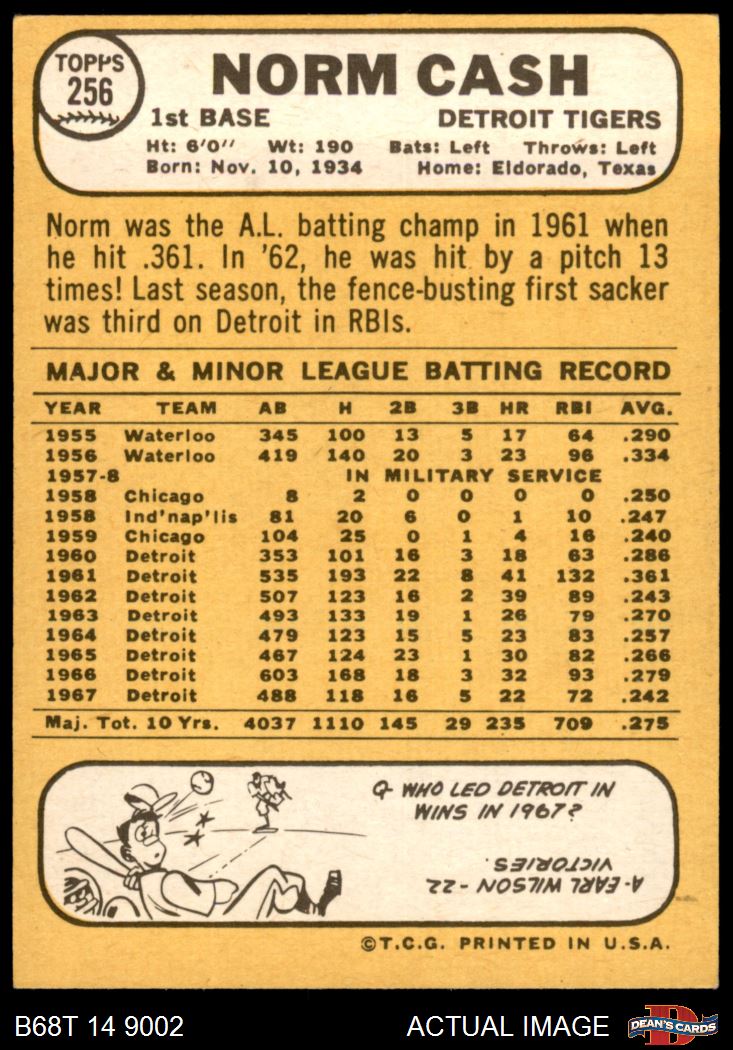 TOPPS
256
NORM CASH
1st BASE DETROIT TIGERS
Ht: 6'0" Wt: 190 Bats: Left Throws: Left
Born: Nov. 10, 1934 Home: Eldorado, Texas
Norm was the A.L. batting champ in 1961 when
he hit .361. In '62, he was hit by a pitch 13
times! Last season, the fence-busting first sacker
was third on Detroit in RBIs.
MAJOR & MINOR LEAGUE BATTING RECORD
YEAR TEAM AB H 2B 3B HR RBI AVG.
1955 Waterloo 345 100 13 5 17 64 .290
1956 Waterloo 419 140 20 3 23 96 .334
1957-8 IN MILITARY SERVICE
1958 Chicago 8 2 0 0 0 0 .250
1958 Ind'nap'lis 81 20 6 0 1 10 .247
1959 Chicago 104 25 0 1 4 16 .240
1960 Detroit 353 101 16 3 18 63 .286
1961 Detroit 535 193 22 8 41 132 .361
1962 Detroit 507 123 16 2 39 89 .243
1963 Detroit 493 133 19 1 26 79 .270
1964 Detroit 479 123 15 5 23 83 .257
1965 Detroit 467 124 23 1 30 82 .266
1966 Detroit 603 168 18 3 32 93 .279
1967 Detroit 488 118 16 5 22 72 .242
Maj. Tot. 10 Yrs. 4037 1110 145 29 235 709 .275
Q- WHO LED DETROIT IN
WINS IN 1967?
A- EARL WILSON - 22
VICTORIES.
©T.C.G. PRINTED IN U.S.A.
B68T 14 9002 ACTUAL IMAGE DEAN'S CARDS